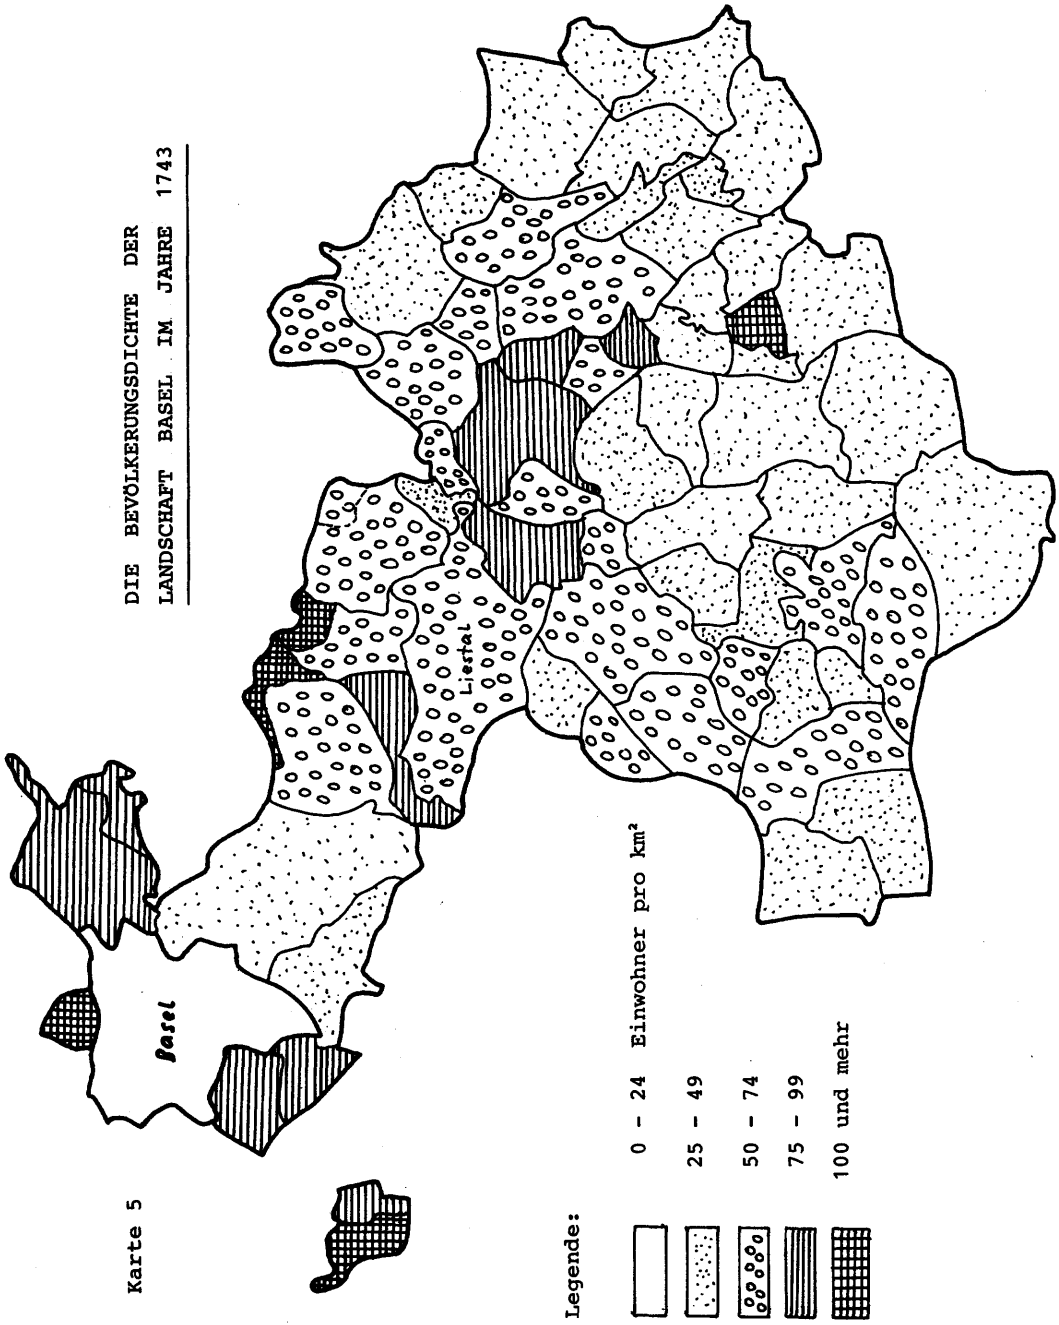 Karte 5
DIE BEVÖLKERUNGSDICHTE DER
LANDSCHAFT BASEL IM JAHRE 1743
Basel
Liestal
Legende:
0 - 24 Einwohner pro km²
25 - 49
50 - 74
75 - 99
100 und mehr